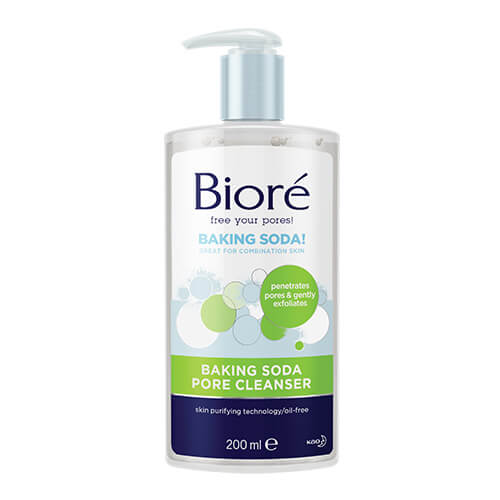 Bioré
free your pores!
BAKING SODA!
GREAT FOR COMBINATION SKIN
penetrates
pores & gently
exfoliates
BAKING SODA
PORE CLEANSER
skin purifying technology/oil-free
200 ml e
Kao